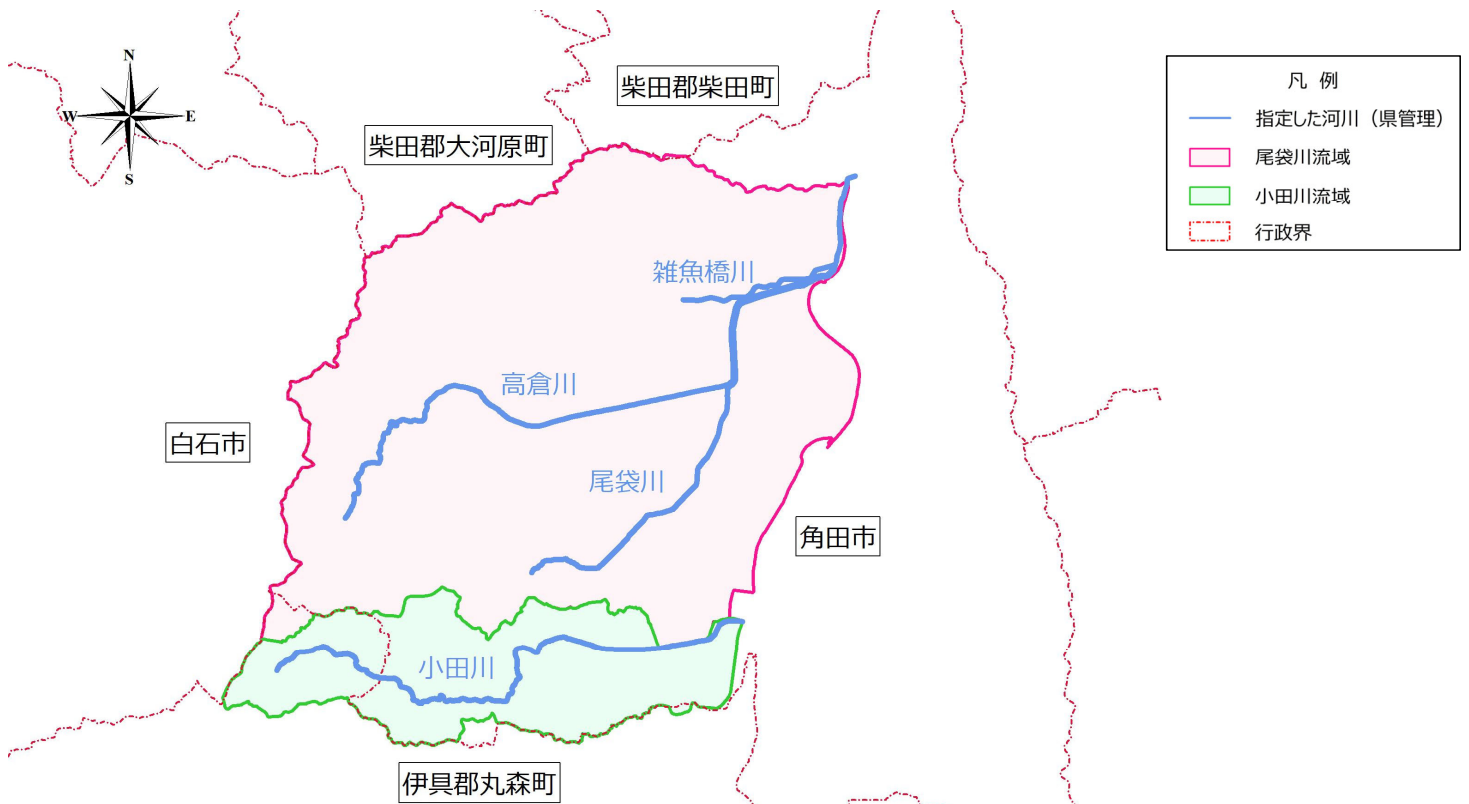 N
W
E
S
柴田郡柴田町
柴田郡大河原町
雑魚橋川
高倉川
白石市
尾袋川
角田市
小田川
伊具郡丸森町
凡 例
指定した河川（県管理）
尾袋川流域
小田川流域
行政界